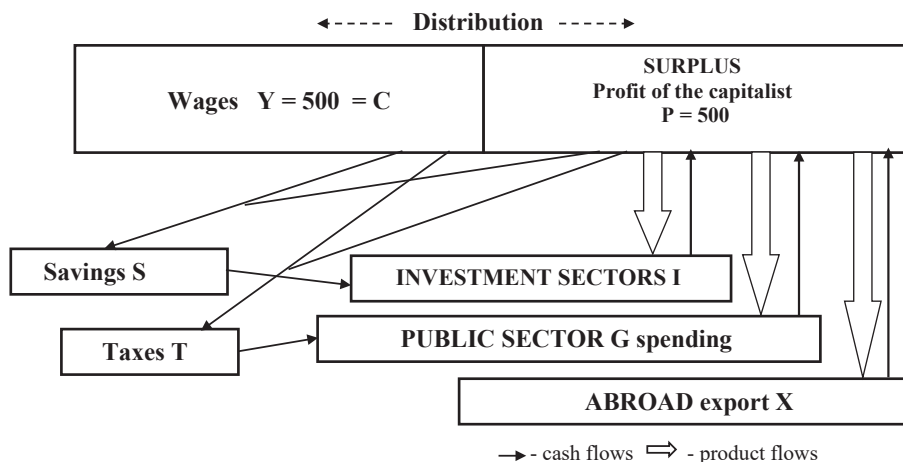 Distribution
Wages Y = 500 = C
SURPLUS
Profit of the capitalist
P = 500
Savings S
INVESTMENT SECTORS I
Taxes T
PUBLIC SECTOR G spending
ABROAD export X
- cash flows - product flows